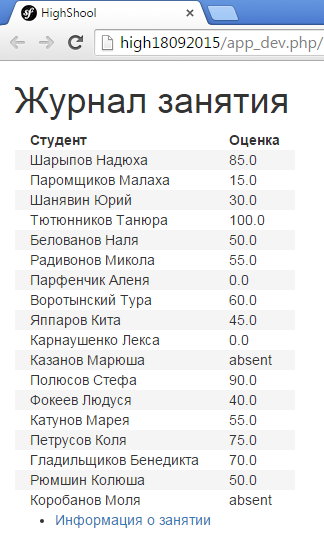 HighShool
high18092015/app_dev.php/
Журнал занятия
Студент Оценка
Шарыпов Надюха 85.0
Паромщиков Малаха 15.0
Шанявин Юрий 30.0
Тютюнников Танюра 100.0
Белованов Наля 50.0
Радивонов Микола 55.0
Парфенчик Аленя 0.0
Воротынский Тура 60.0
Яппаров Кита 45.0
Карнаушенко Лекса 0.0
Казанов Марюша absent
Полюсов Стефа 90.0
Фокеев Людуся 40.0
Катунов Марея 55.0
Петрусов Коля 75.0
Гладильщиков Бенедикта 70.0
Рюмшин Колюша 50.0
Коробанов Моля absent
Информация о занятии